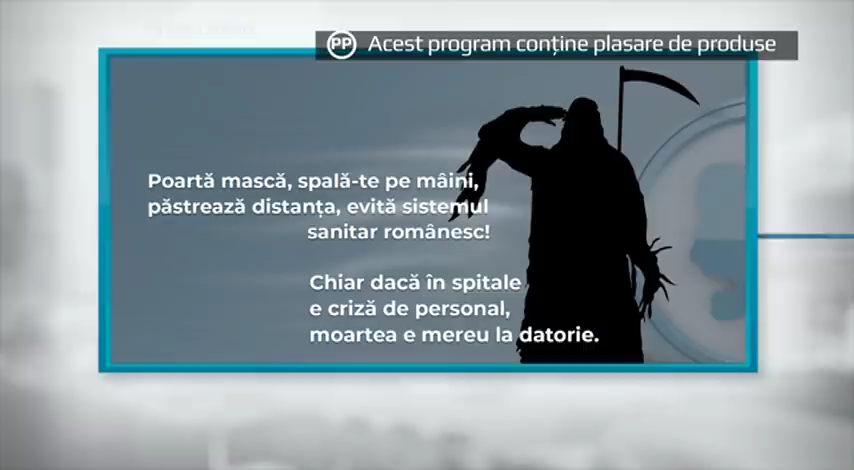 PP Acest program conține plasare de produse
Poartă mască, spală-te pe mâini,
păstrează distanța, evită sistemul
sanitar românesc!
Chiar dacă în spitale
e criză de personal,
moartea e mereu la datorie.